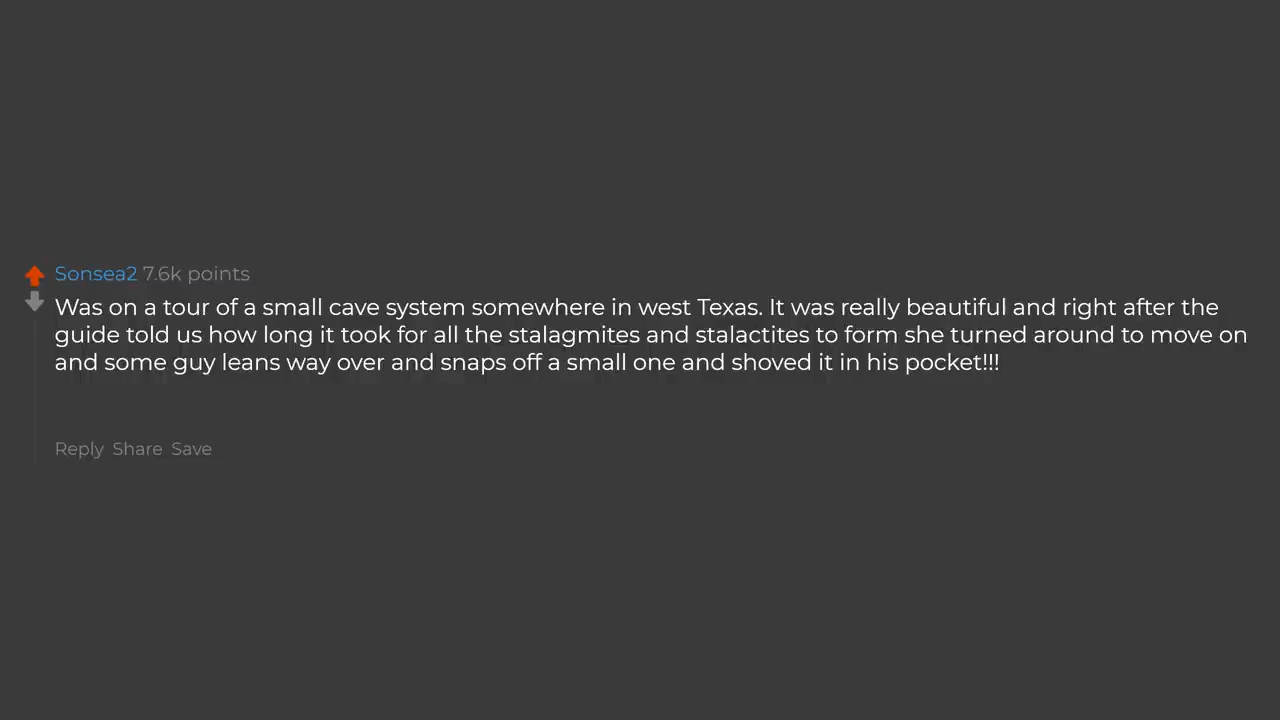 Sonsea2 7.6k points
Was on a tour of a small cave system somewhere in west Texas. It was really beautiful and right after the
guide told us how long it took for all the stalagmites and stalactites to form she turned around to move on
and some guy leans way over and snaps off a small one and shoved it in his pocket!!!
Reply Share Save